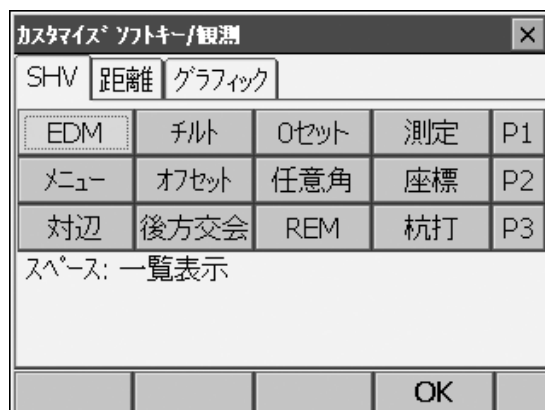 カスタマイズ ソフトキー/観測 ×
SHV 距離 グラフィック
EDM チルト 0セット 測定 P1
メニュー オフセット 任意角 座標 P2
対辺 後方交会 REM 杭打 P3
スペース: 一覧表示
OK